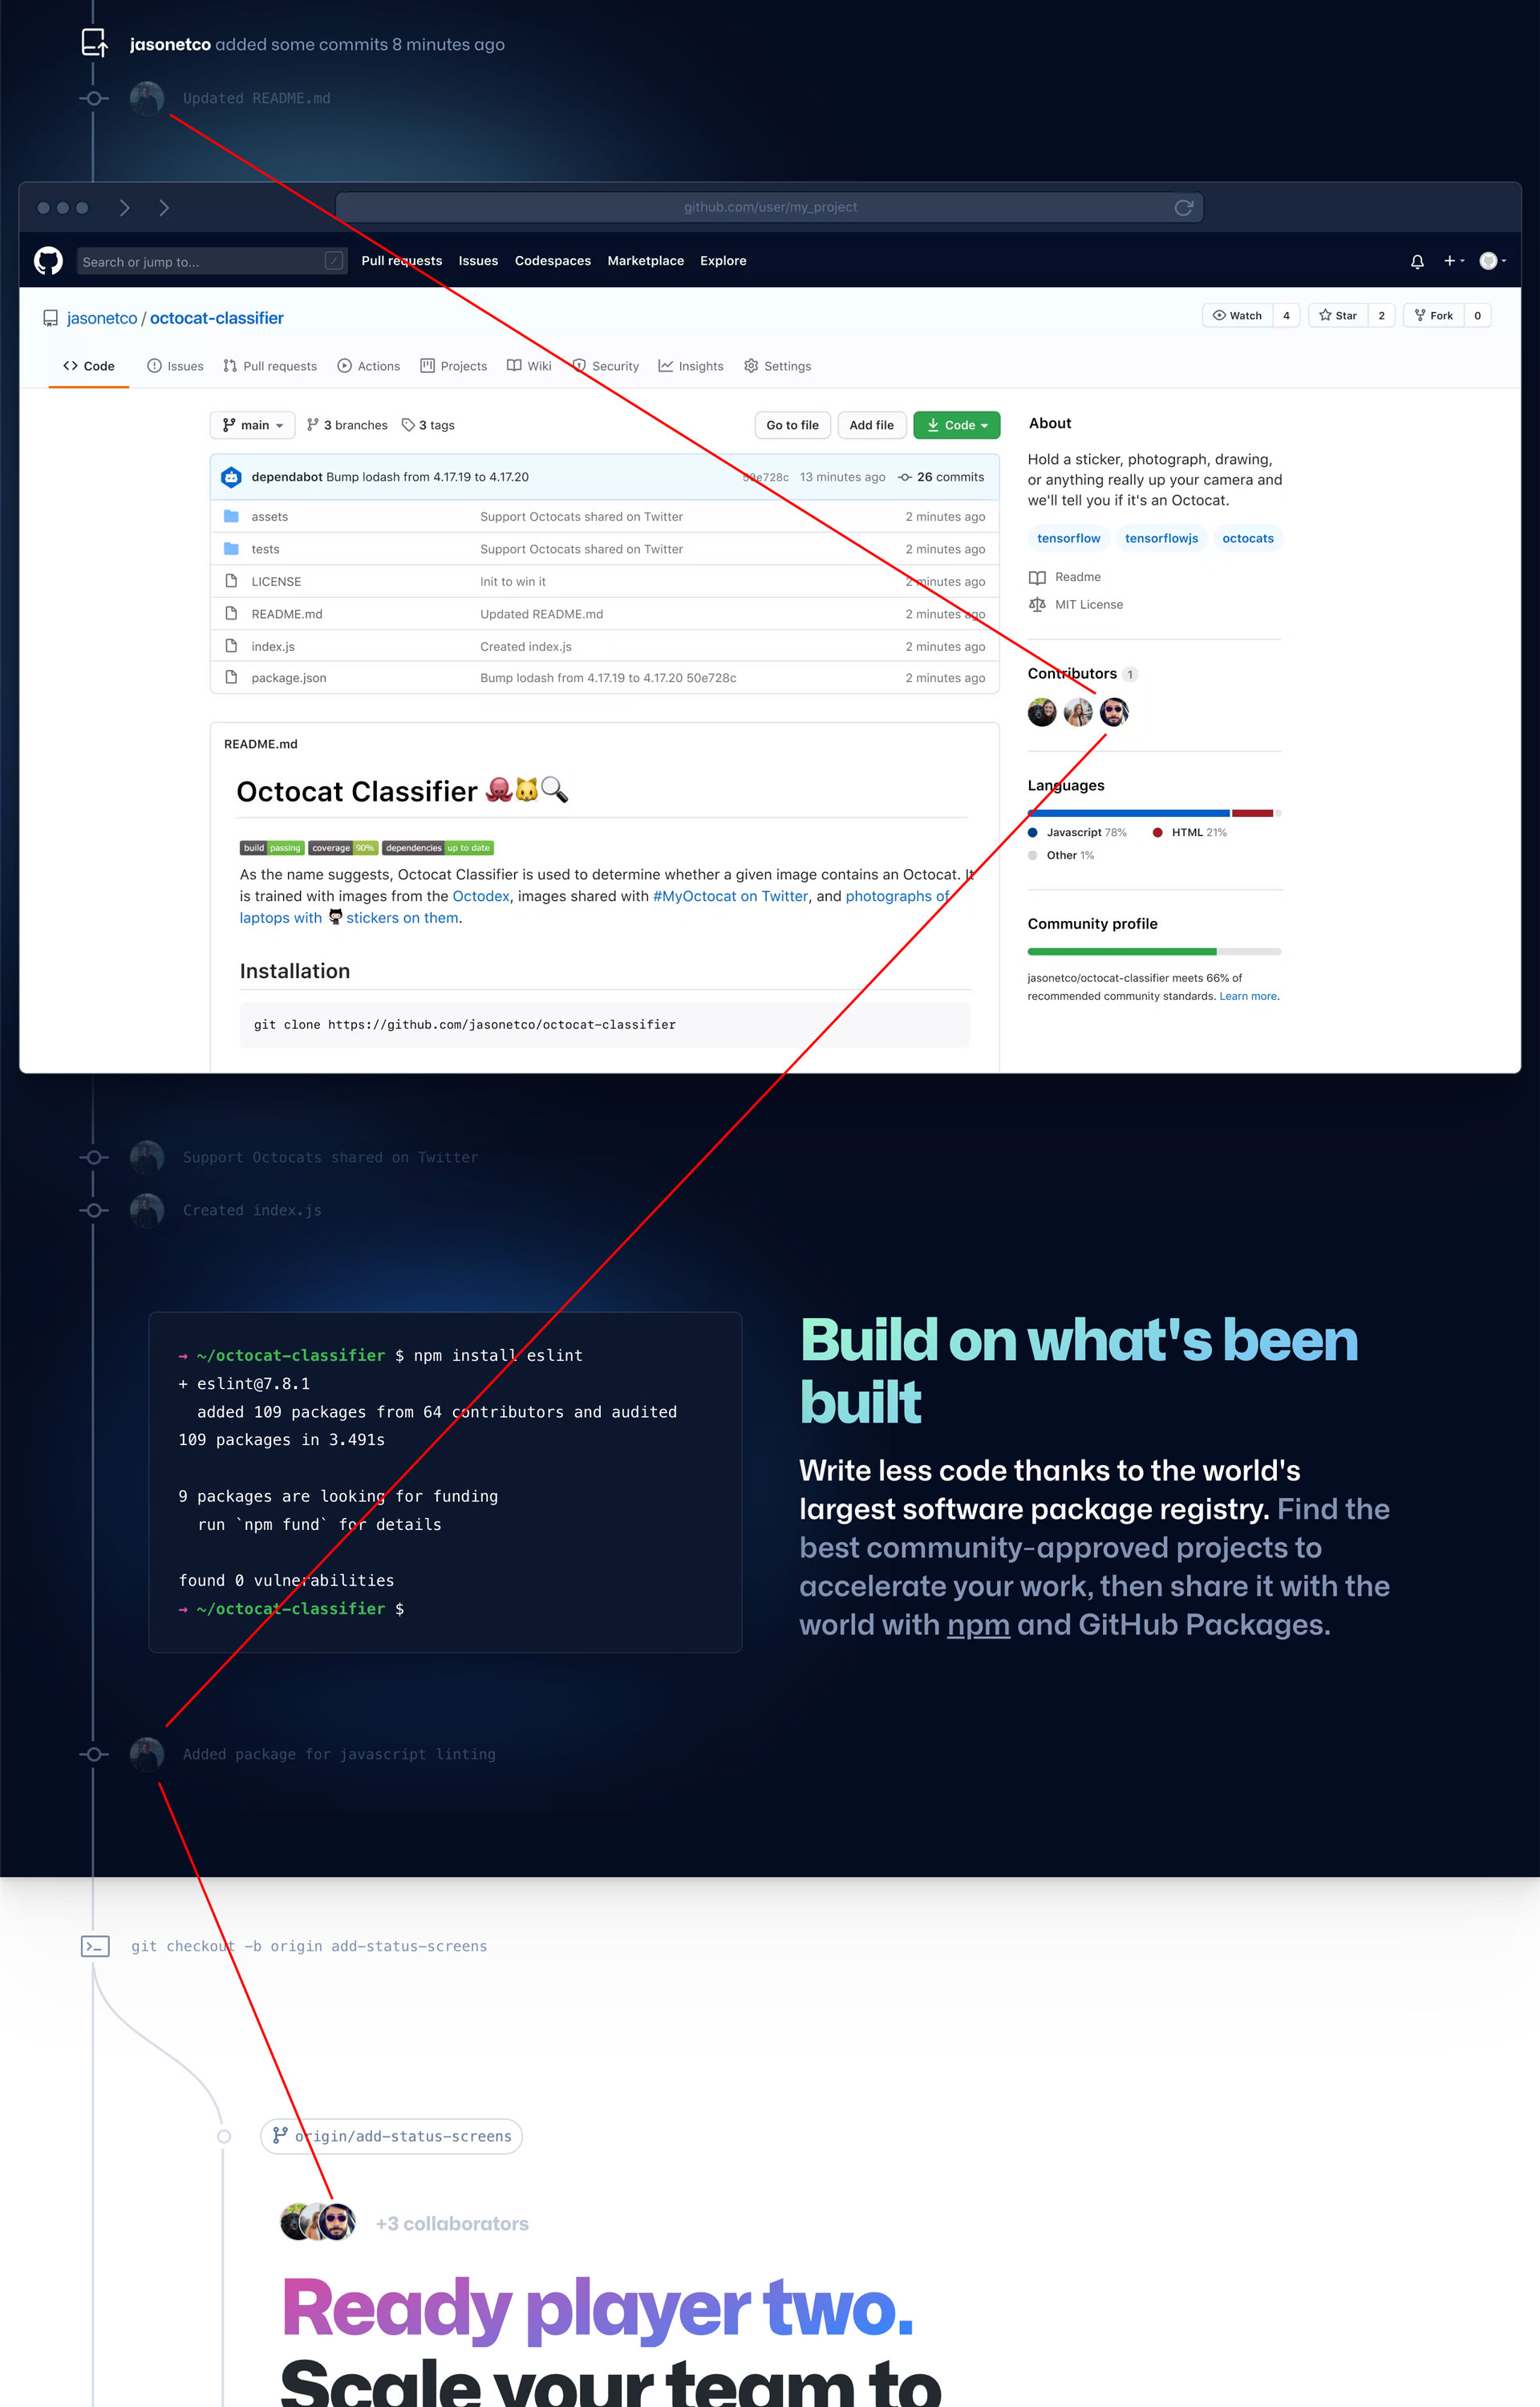 jasonetco added some commits 8 minutes ago
Updated README.md
github.com/user/my_project
Search or jump to... /
Pull requests Issues Codespaces Marketplace Explore
jasonetco / octocat-classifier
Watch 4 Star 2 Fork 0
Code Issues Pull requests Actions Projects Wiki Security Insights Settings
main 3 branches 3 tags Go to file Add file Code
dependabot Bump lodash from 4.17.19 to 4.17.20 50e728c 13 minutes ago 26 commits
assets Support Octocats shared on Twitter 2 minutes ago
tests Support Octocats shared on Twitter 2 minutes ago
LICENSE Init to win it 2 minutes ago
README.md Updated README.md 2 minutes ago
index.js Created index.js 2 minutes ago
package.json Bump lodash from 4.17.19 to 4.17.20 50e728c 2 minutes ago
About
Hold a sticker, photograph, drawing,
or anything really up your camera and
we'll tell you if it's an Octocat.
tensorflow tensorflowjs octocats
Readme
MIT License
Contributors 1
Languages
Javascript 78% HTML 21%
Other 1%
Community profile
jasonetco/octocat-classifier meets 66% of
recommended community standards. Learn more.
README.md
Octocat Classifier 🐙🐱🔍
build passing coverage 90% dependencies up to date
As the name suggests, Octocat Classifier is used to determine whether a given image contains an Octocat. It
is trained with images from the Octodex, images shared with #MyOctocat on Twitter, and photographs of
laptops with stickers on them.
Installation
git clone https://github.com/jasonetco/octocat-classifier
Support Octocats shared on Twitter
Created index.js
→ ~/octocat-classifier $ npm install eslint
+ eslint@7.8.1
added 109 packages from 64 contributors and audited
109 packages in 3.491s
9 packages are looking for funding
run `npm fund` for details
found 0 vulnerabilities
→ ~/octocat-classifier $
Build on what's been
built
Write less code thanks to the world's
largest software package registry. Find the
best community-approved projects to
accelerate your work, then share it with the
world with npm and GitHub Packages.
Added package for javascript linting
git checkout -b origin add-status-screens
origin/add-status-screens
+3 collaborators
Ready player two.
Scale your team to